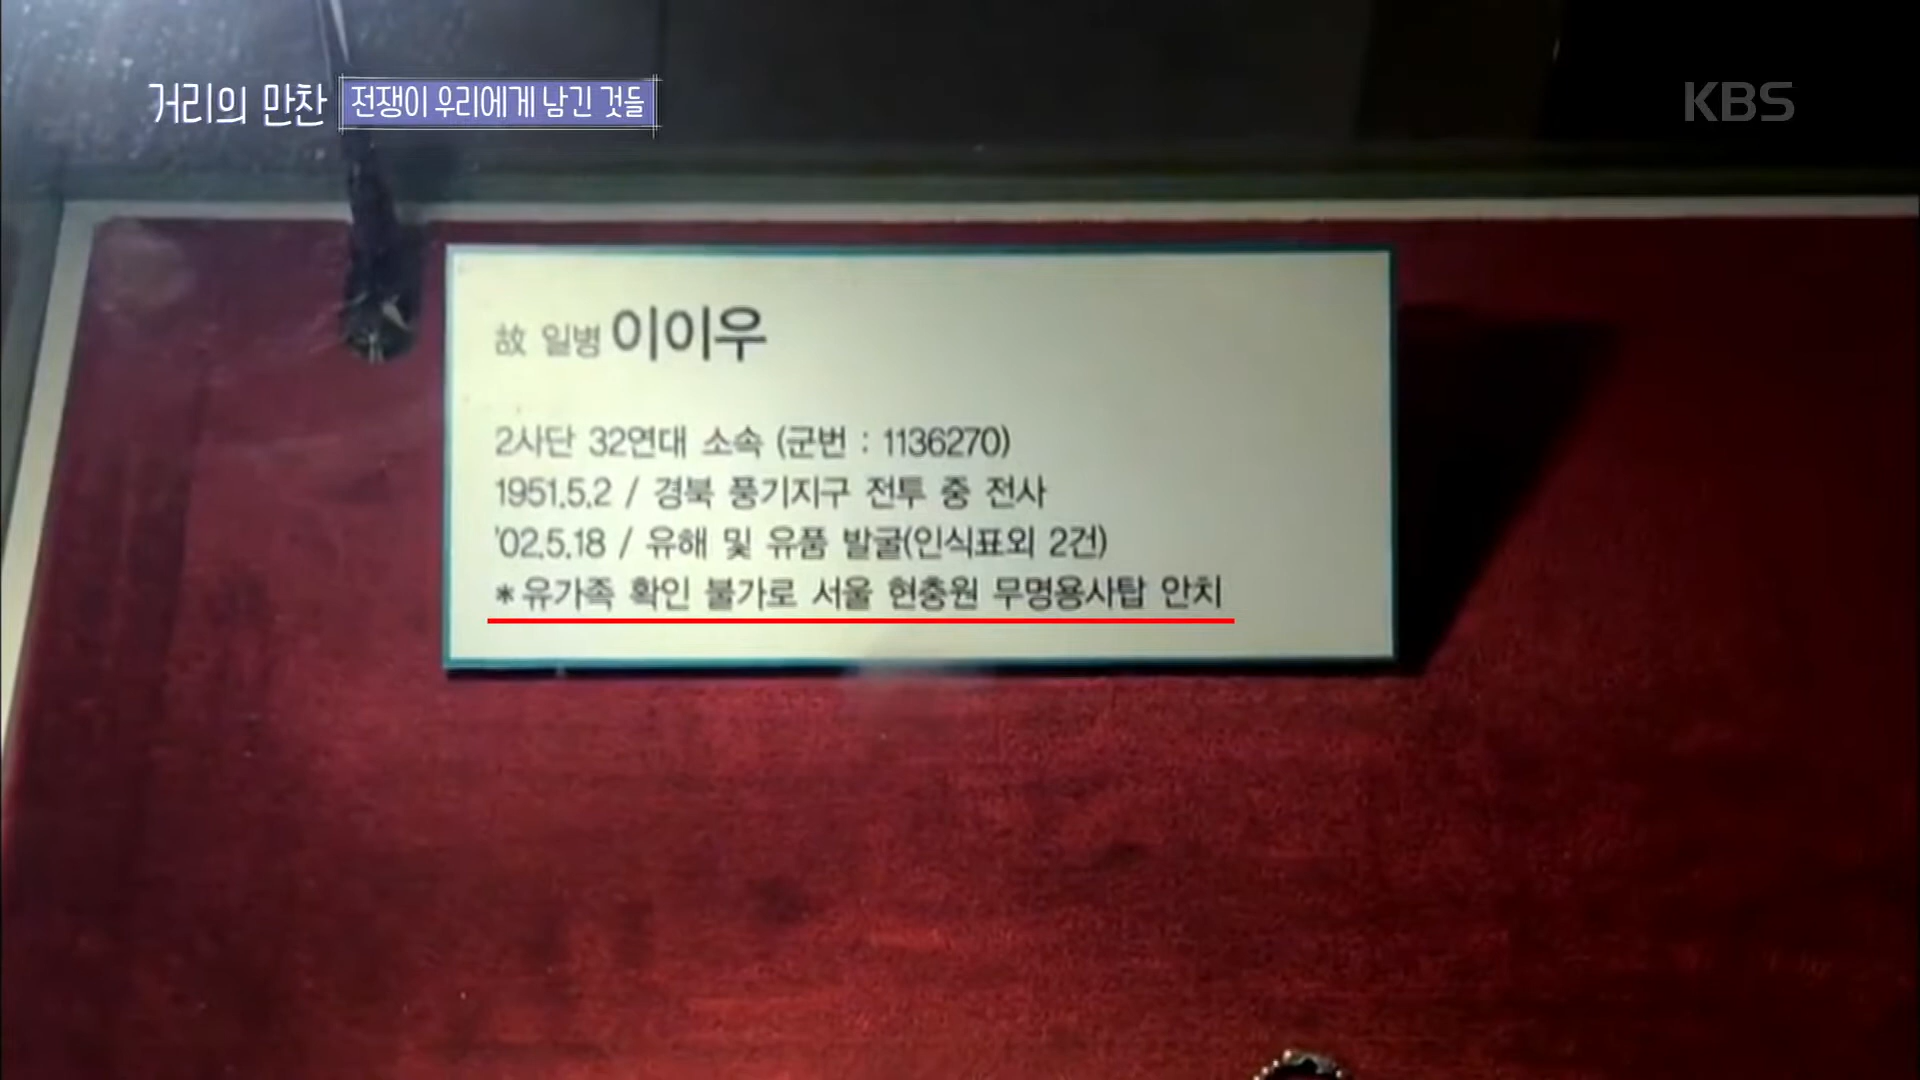 거리의 만찬 전쟁이 우리에게 남긴 것들
KBS
故 일병 이이우
2사단 32연대 소속 (군번 : 1136270)
1951.5.2 / 경북 풍기지구 전투 중 전사
'02.5.18 / 유해 및 유품 발굴(인식표외 2건)
*유가족 확인 불가로 서울 현충원 무명용사탑 안치